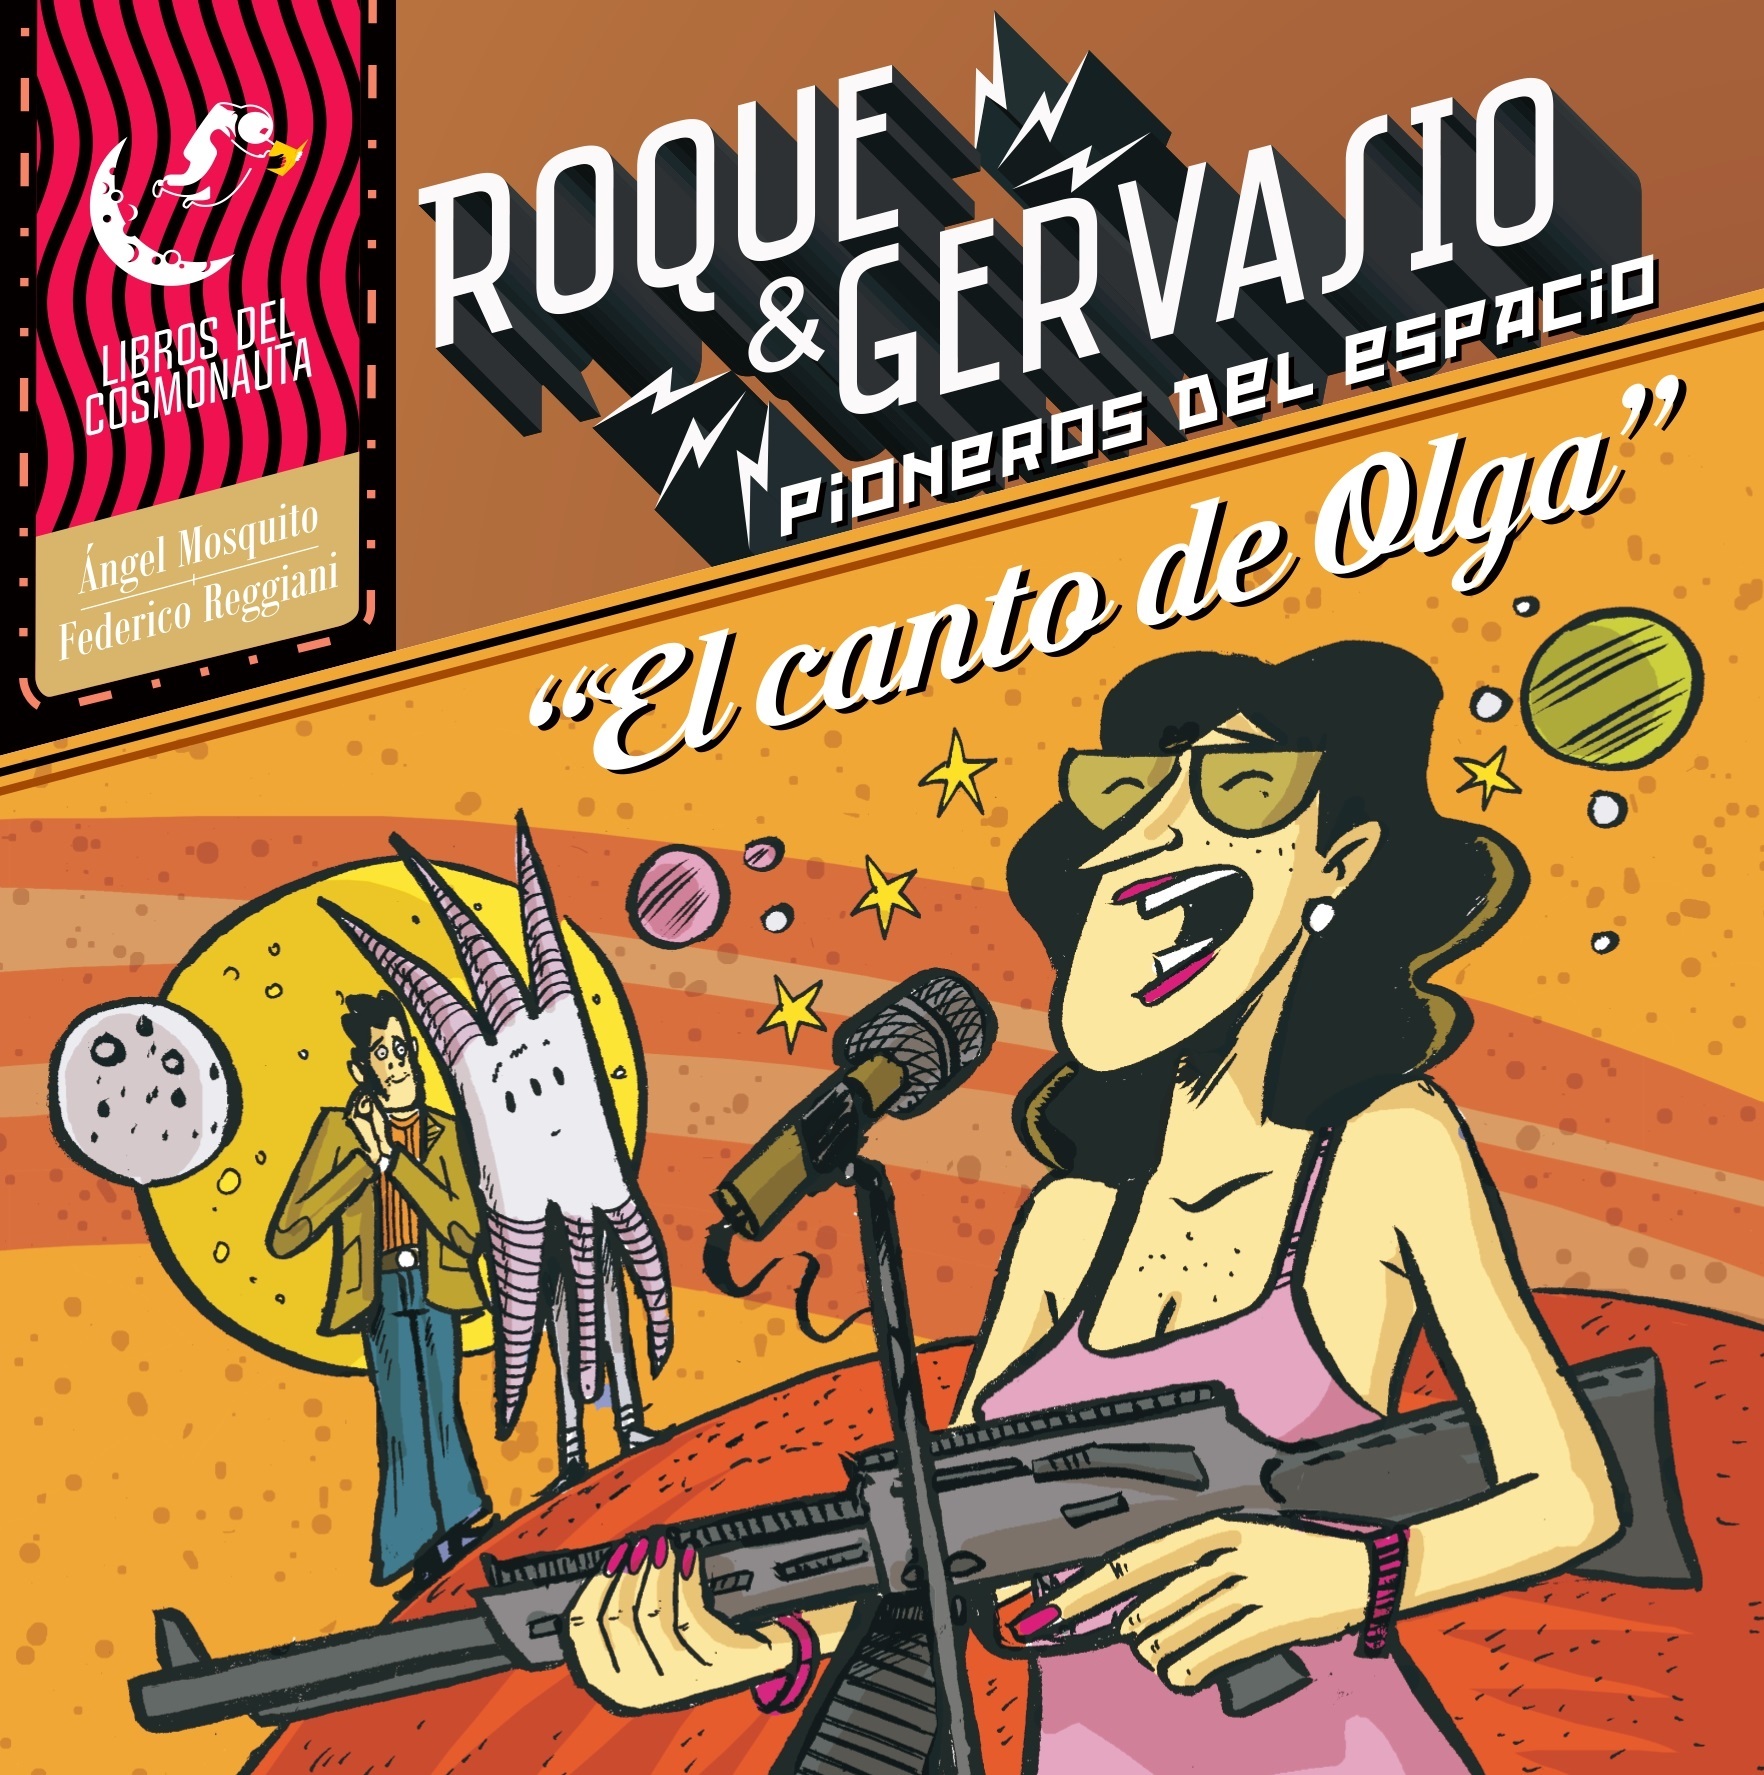 LIBROS DEL
COSMONAUTA
Ángel Mosquito
Federico Reggiani
ROQUE
& GERVASIO
PIONEROS DEL ESPACIO
“El canto de Olga”